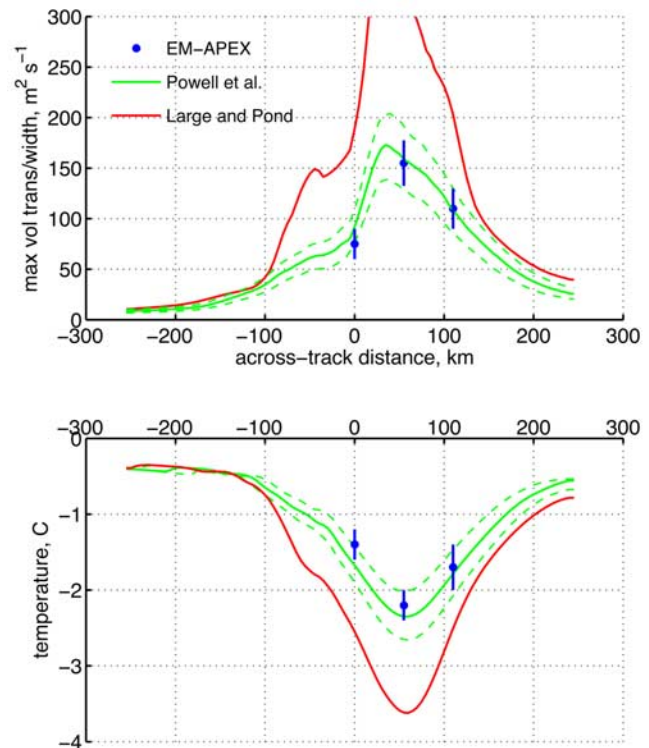 300
250
200
150
100
50
0
max vol trans/width, m² s⁻¹
EM−APEX
Powell et al.
Large and Pond
−300 −200 −100 0 100 200 300
across−track distance, km
−300 −200 −100 0 100 200 300
0
−1
−2
−3
−4
temperature, C